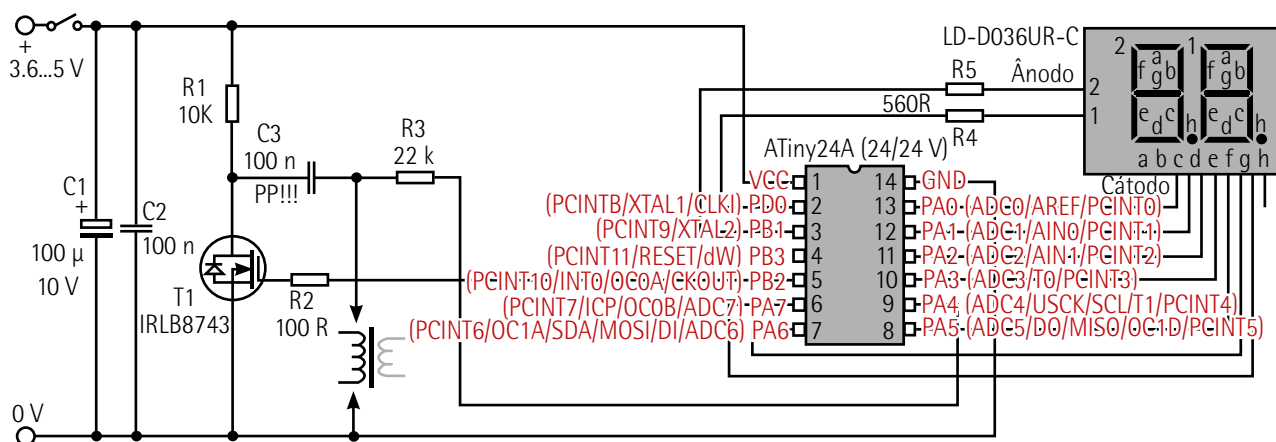 +
3.6...5 V
R1
10K
C3
100 n
PP!!!
R3
22 k
C1
+
100 µ
10 V
C2
100 n
T1
IRLB8743
R2
100 R
0 V
LD-D036UR-C
R5
Ânodo
560R
R4
2
1
2 1
a
f b
g
e c
d
h
a
f b
g
e c
d
h
a b c d e f g h
Cátodo
ATiny24A (24/24 V)
VCC 1 14 GND
(PCINTB/XTAL1/CLKI) PD0 2 13 PA0 (ADC0/AREF/PCINT0)
(PCINT9/XTAL2) PB1 3 12 PA1 (ADC1/AIN0/PCINT1)
(PCINT11/RESET/dW) PB3 4 11 PA2 (ADC2/AIN1/PCINT2)
(PCINT10/INT0/OC0A/CKOUT) PB2 5 10 PA3 (ADC3/T0/PCINT3)
(PCINT7/ICP/OC0B/ADC7) PA7 6 9 PA4 (ADC4/USCK/SCL/T1/PCINT4)
(PCINT6/OC1A/SDA/MOSI/DI/ADC6) PA6 7 8 PA5 (ADC5/DO/MISO/OC1D/PCINT5)